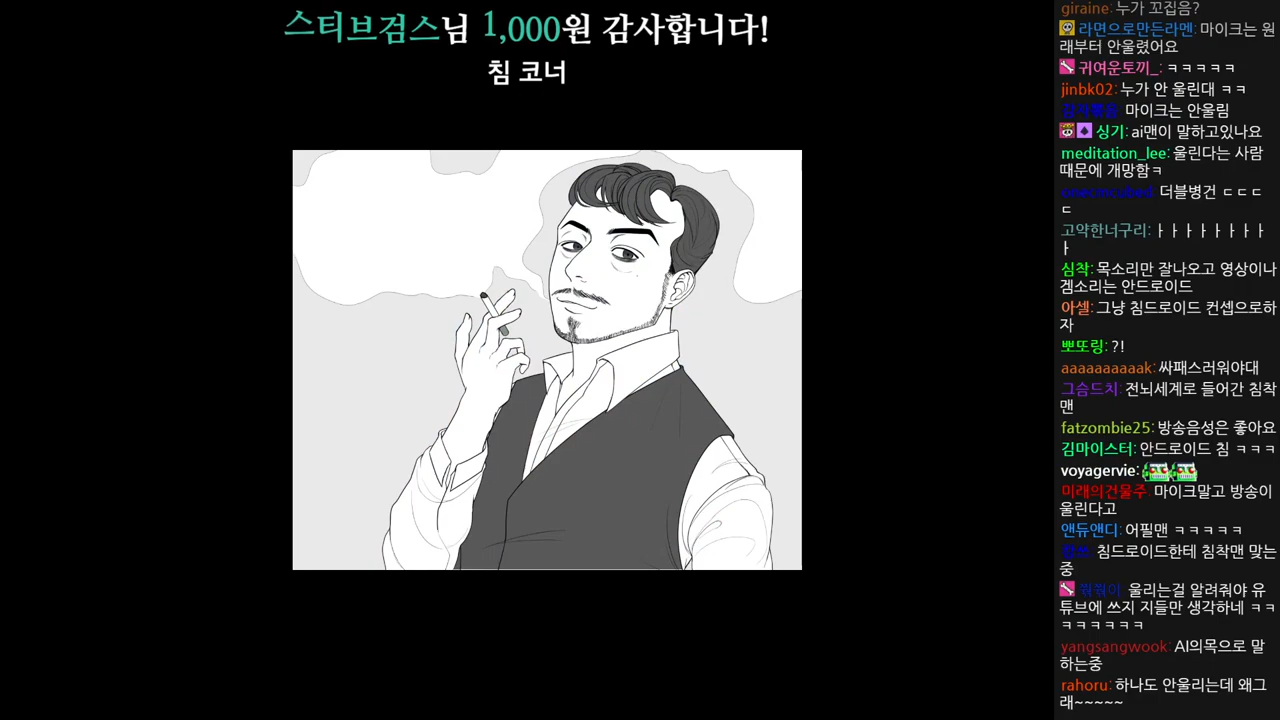 스티브검스님 1,000원 감사합니다!
침 코너
giraine: 누가 꼬집음?
라면으로만든라멘: 마이크는 원
래부터 안울렸어요
귀여운토끼_: ㅋㅋㅋㅋㅋ
jinbk02: 누가 안 울린대 ㅋㅋ
마이크는 안울림
싱기: ai맨이 말하고있나요
meditation_lee: 울린다는 사람
때문에 개망함ㅋ
onecmcubed: 더블병건 ㄷㄷㄷ
ㄷ
고약한너구리: ㅏㅏㅏㅏㅏㅏㅏㅏ
ㅏ
심착: 목소리만 잘나오고 영상이나
겜소리는 안드로이드
아셀: 그냥 침드로이드 컨셉으로하
자
뽀또링: ?!
aaaaaaaaaak: 싸패스러워야대
그슴드치: 전뇌세계로 들어간 침착
맨
fatzombie25: 방송음성은 좋아요
김마이스터: 안드로이드 침 ㅋㅋㅋ
voyagervie:
미래의건물주: 마이크말고 방송이
울린다고
앤듀앤디: 어필맨 ㅋㅋㅋㅋㅋ
침드로이드한테 침착맨 맞는
중
울리는걸 알려줘야 유
튜브에 쓰지 지들만 생각하네 ㅋㅋ
ㅋㅋㅋㅋㅋㅋ
yangsangwook: AI의목으로 말
하는중
rahoru: 하나도 안울리는데 왜그
래~~~~~